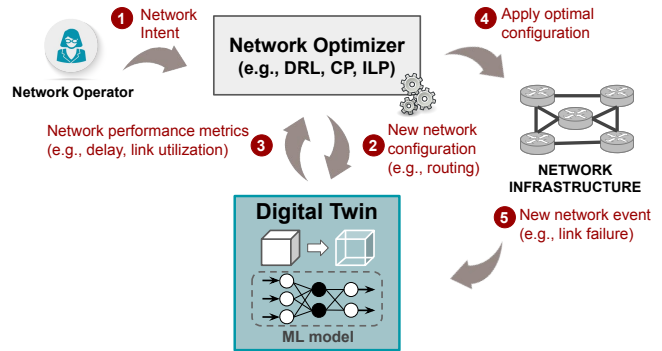 1
Network
Intent
Network Operator
Network Optimizer
(e.g., DRL, CP, ILP)
4
Apply optimal
configuration
Network performance metrics
(e.g., delay, link utilization)
3
2
New network
configuration
(e.g., routing)
NETWORK
INFRASTRUCTURE
5
New network event
(e.g., link failure)
Digital Twin
ML model